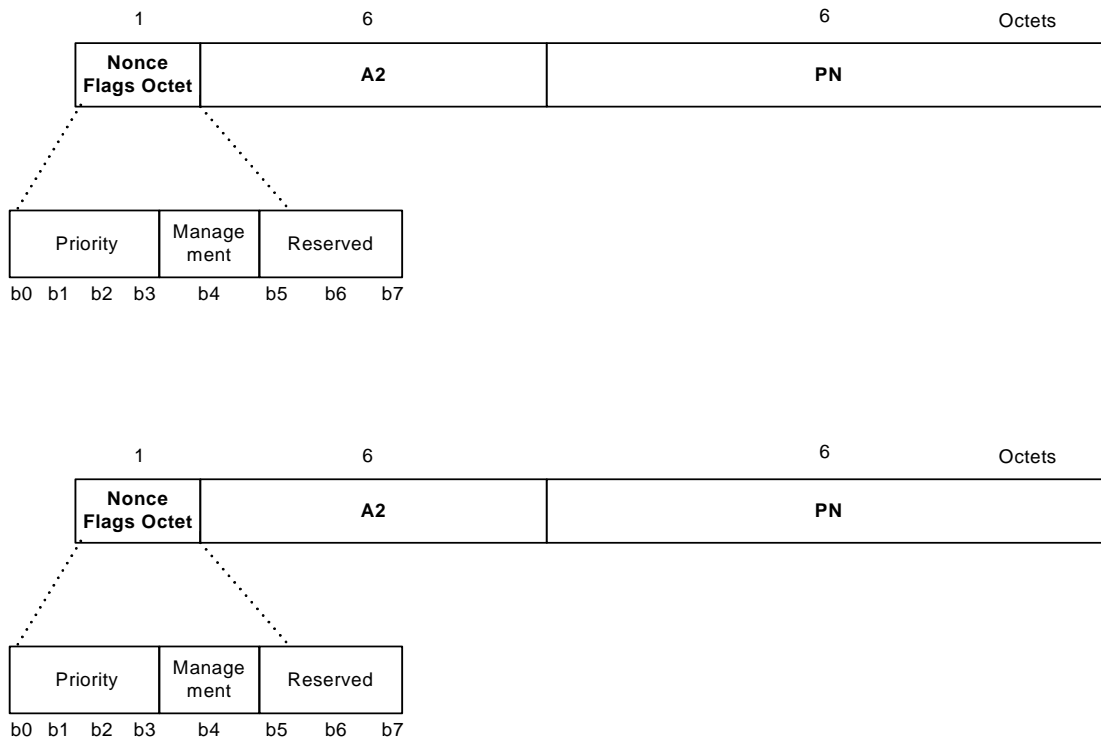 1 6 6 Octets
Nonce
Flags Octet A2 PN
Priority Manage
ment Reserved
b0 b1 b2 b3 b4 b5 b6 b7
1 6 6 Octets
Nonce
Flags Octet A2 PN
Priority Manage
ment Reserved
b0 b1 b2 b3 b4 b5 b6 b7